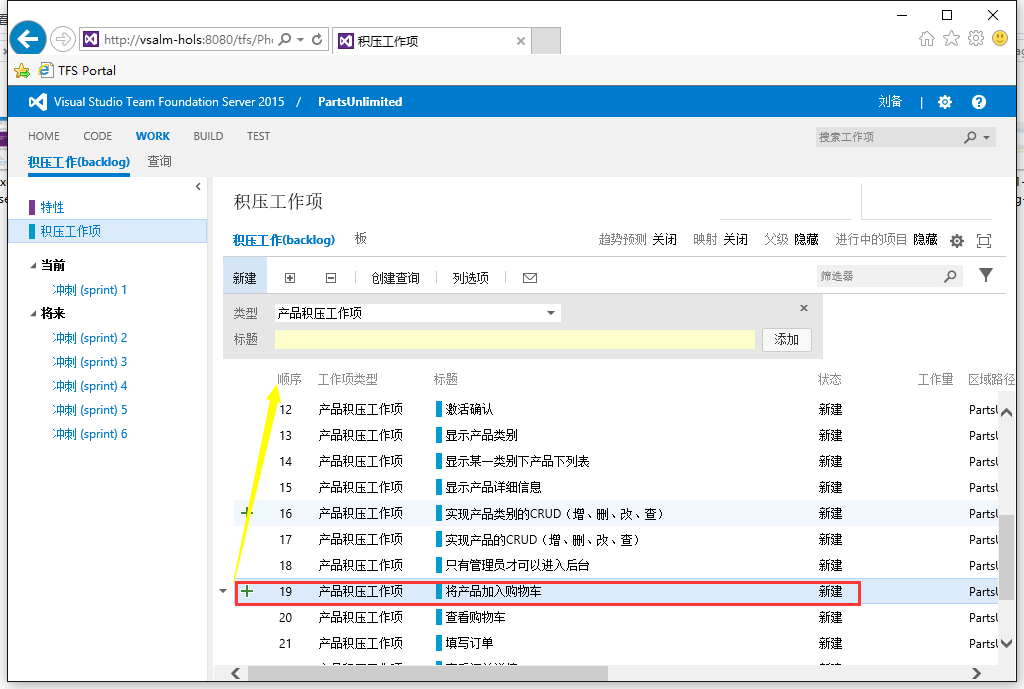 http://vsalm-hols:8080/tfs/Pho
积压工作项
TFS Portal
Visual Studio Team Foundation Server 2015 / PartsUnlimited
刘备
HOME CODE WORK BUILD TEST
搜索工作项
积压工作(backlog) 查询
特性
积压工作项
当前
冲刺 (sprint) 1
将来
冲刺 (sprint) 2
冲刺 (sprint) 3
冲刺 (sprint) 4
冲刺 (sprint) 5
冲刺 (sprint) 6
积压工作项
积压工作(backlog) 板
趋势预测 关闭 映射 关闭 父级 隐藏 进行中的项目 隐藏
新建 创建查询 列选项
筛选器
类型 产品积压工作项
标题 添加
顺序 工作项类型 标题 状态 工作量 区域路径
12 产品积压工作项 激活确认 新建 PartsU
13 产品积压工作项 显示产品类别 新建 PartsU
14 产品积压工作项 显示某一类别下产品下列表 新建 PartsU
15 产品积压工作项 显示产品详细信息 新建 PartsU
16 产品积压工作项 实现产品类别的CRUD（增、删、改、查） 新建 PartsU
17 产品积压工作项 实现产品的CRUD（增、删、改、查） 新建 PartsU
18 产品积压工作项 只有管理员才可以进入后台 新建 PartsU
19 产品积压工作项 将产品加入购物车 新建 PartsU
20 产品积压工作项 查看购物车 新建 PartsU
21 产品积压工作项 填写订单 新建 PartsU